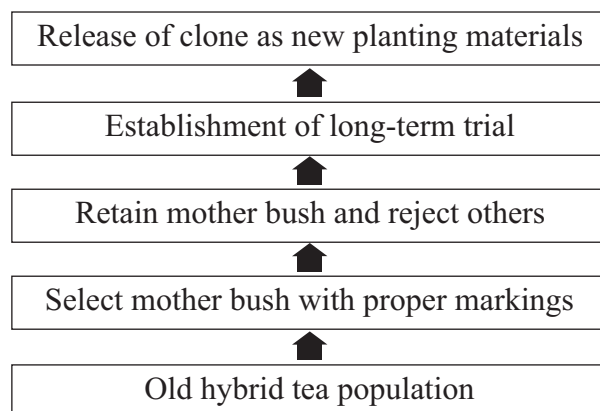 Release of clone as new planting materials
Establishment of long-term trial
Retain mother bush and reject others
Select mother bush with proper markings
Old hybrid tea population